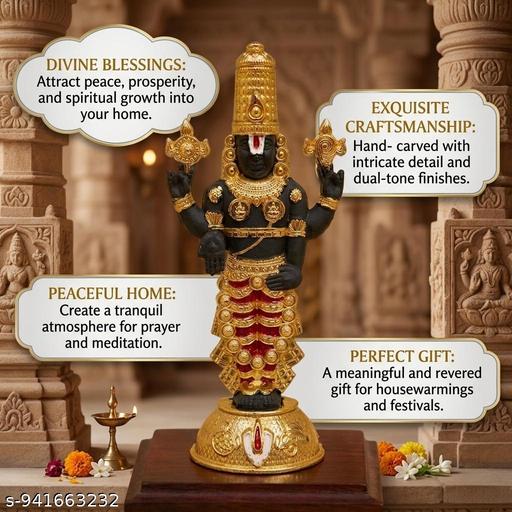 DIVINE BLESSINGS:
Attract peace, prosperity,
and spiritual growth into
your home.
EXQUISITE
CRAFTSMANSHIP:
Hand- carved with
intricate detail and
dual-tone finishes.
PEACEFUL HOME:
Create a tranquil
atmosphere for prayer
and meditation.
PERFECT GIFT:
A meaningful and revered
gift for housewarmings
and festivals.
s-941663232